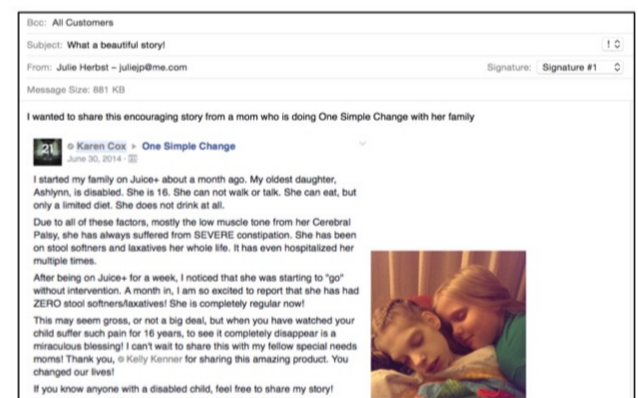 Bcc: All Customers
Subject: What a beautiful story!
!
From: Julie Herbst – juliejp@me.com
Signature: Signature #1
Message Size: 881 KB
I wanted to share this encouraging story from a mom who is doing One Simple Change with her family
21
Karen Cox ▸ One Simple Change
June 30, 2014 ·
I started my family on Juice+ about a month ago. My oldest daughter,
Ashlynn, is disabled. She is 16. She can not walk or talk. She can eat, but
only a limited diet. She does not drink at all.
Due to all of these factors, mostly the low muscle tone from her Cerebral
Palsy, she has always suffered from SEVERE constipation. She has been
on stool softners and laxatives her whole life. It has even hospitalized her
multiple times.
After being on Juice+ for a week, I noticed that she was starting to "go"
without intervention. A month in, I am so excited to report that she has had
ZERO stool softners/laxatives! She is completely regular now!
This may seem gross, or not a big deal, but when you have watched your
child suffer such pain for 16 years, to see it completely disappear is a
miraculous blessing! I can't wait to share this with my fellow special needs
moms! Thank you, Kelly Kenner for sharing this amazing product. You
changed our lives!
If you know anyone with a disabled child, feel free to share my story!